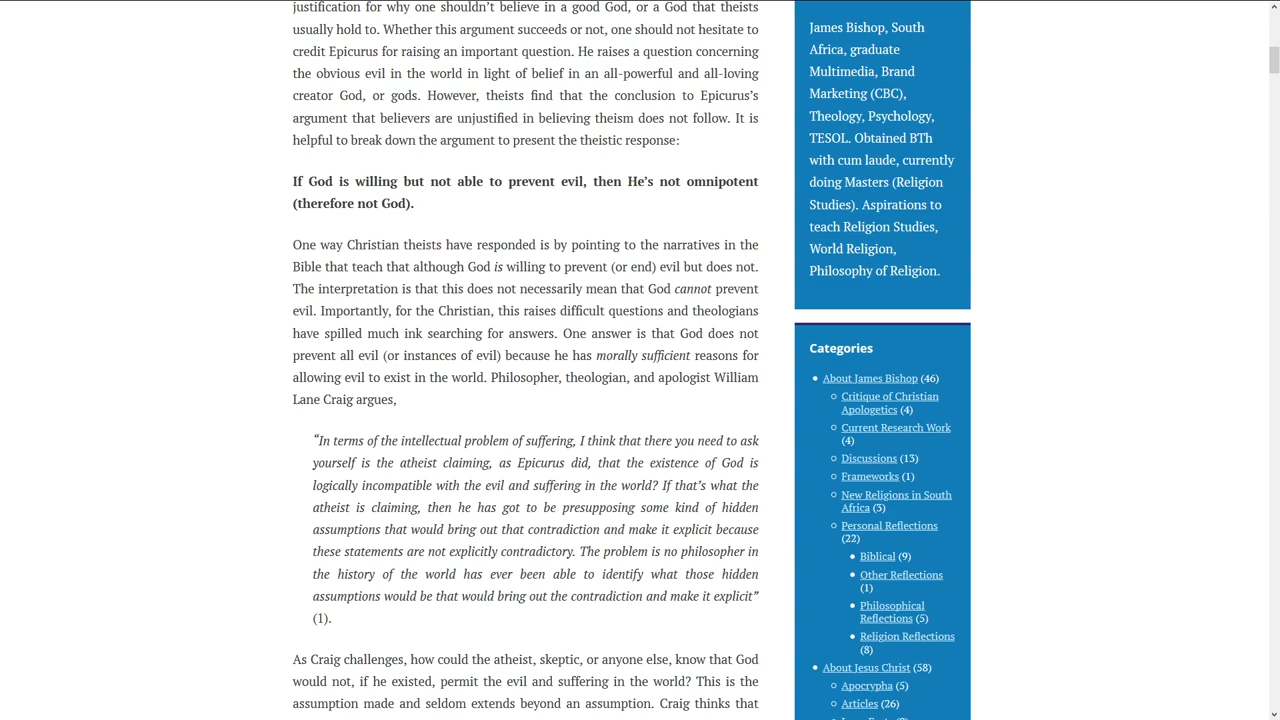 justification for why one shouldn't believe in a good God, or a God that theists
usually hold to. Whether this argument succeeds or not, one should not hesitate to
credit Epicurus for raising an important question. He raises a question concerning
the obvious evil in the world in light of belief in an all-powerful and all-loving
creator God, or gods. However, theists find that the conclusion to Epicurus's
argument that believers are unjustified in believing theism does not follow. It is
helpful to break down the argument to present the theistic response:
If God is willing but not able to prevent evil, then He's not omnipotent
(therefore not God).
One way Christian theists have responded is by pointing to the narratives in the
Bible that teach that although God is willing to prevent (or end) evil but does not.
The interpretation is that this does not necessarily mean that God cannot prevent
evil. Importantly, for the Christian, this raises difficult questions and theologians
have spilled much ink searching for answers. One answer is that God does not
prevent all evil (or instances of evil) because he has morally sufficient reasons for
allowing evil to exist in the world. Philosopher, theologian, and apologist William
Lane Craig argues,
“In terms of the intellectual problem of suffering, I think that there you need to ask
yourself is the atheist claiming, as Epicurus did, that the existence of God is
logically incompatible with the evil and suffering in the world? If that's what the
atheist is claiming, then he has got to be presupposing some kind of hidden
assumptions that would bring out that contradiction and make it explicit because
these statements are not explicitly contradictory. The problem is no philosopher in
the history of the world has ever been able to identify what those hidden
assumptions would be that would bring out the contradiction and make it explicit”
(1).
As Craig challenges, how could the atheist, skeptic, or anyone else, know that God
would not, if he existed, permit the evil and suffering in the world? This is the
assumption made and seldom extends beyond an assumption. Craig thinks that
James Bishop, South
Africa, graduate
Multimedia, Brand
Marketing (CBC),
Theology, Psychology,
TESOL. Obtained BTh
with cum laude, currently
doing Masters (Religion
Studies). Aspirations to
teach Religion Studies,
World Religion,
Philosophy of Religion.
Categories
About James Bishop (46)
Critique of Christian
Apologetics (4)
Current Research Work
(4)
Discussions (13)
Frameworks (1)
New Religions in South
Africa (3)
Personal Reflections
(22)
Biblical (9)
Other Reflections
(1)
Philosophical
Reflections (5)
Religion Reflections
(8)
About Jesus Christ (58)
Apocrypha (5)
Articles (26)